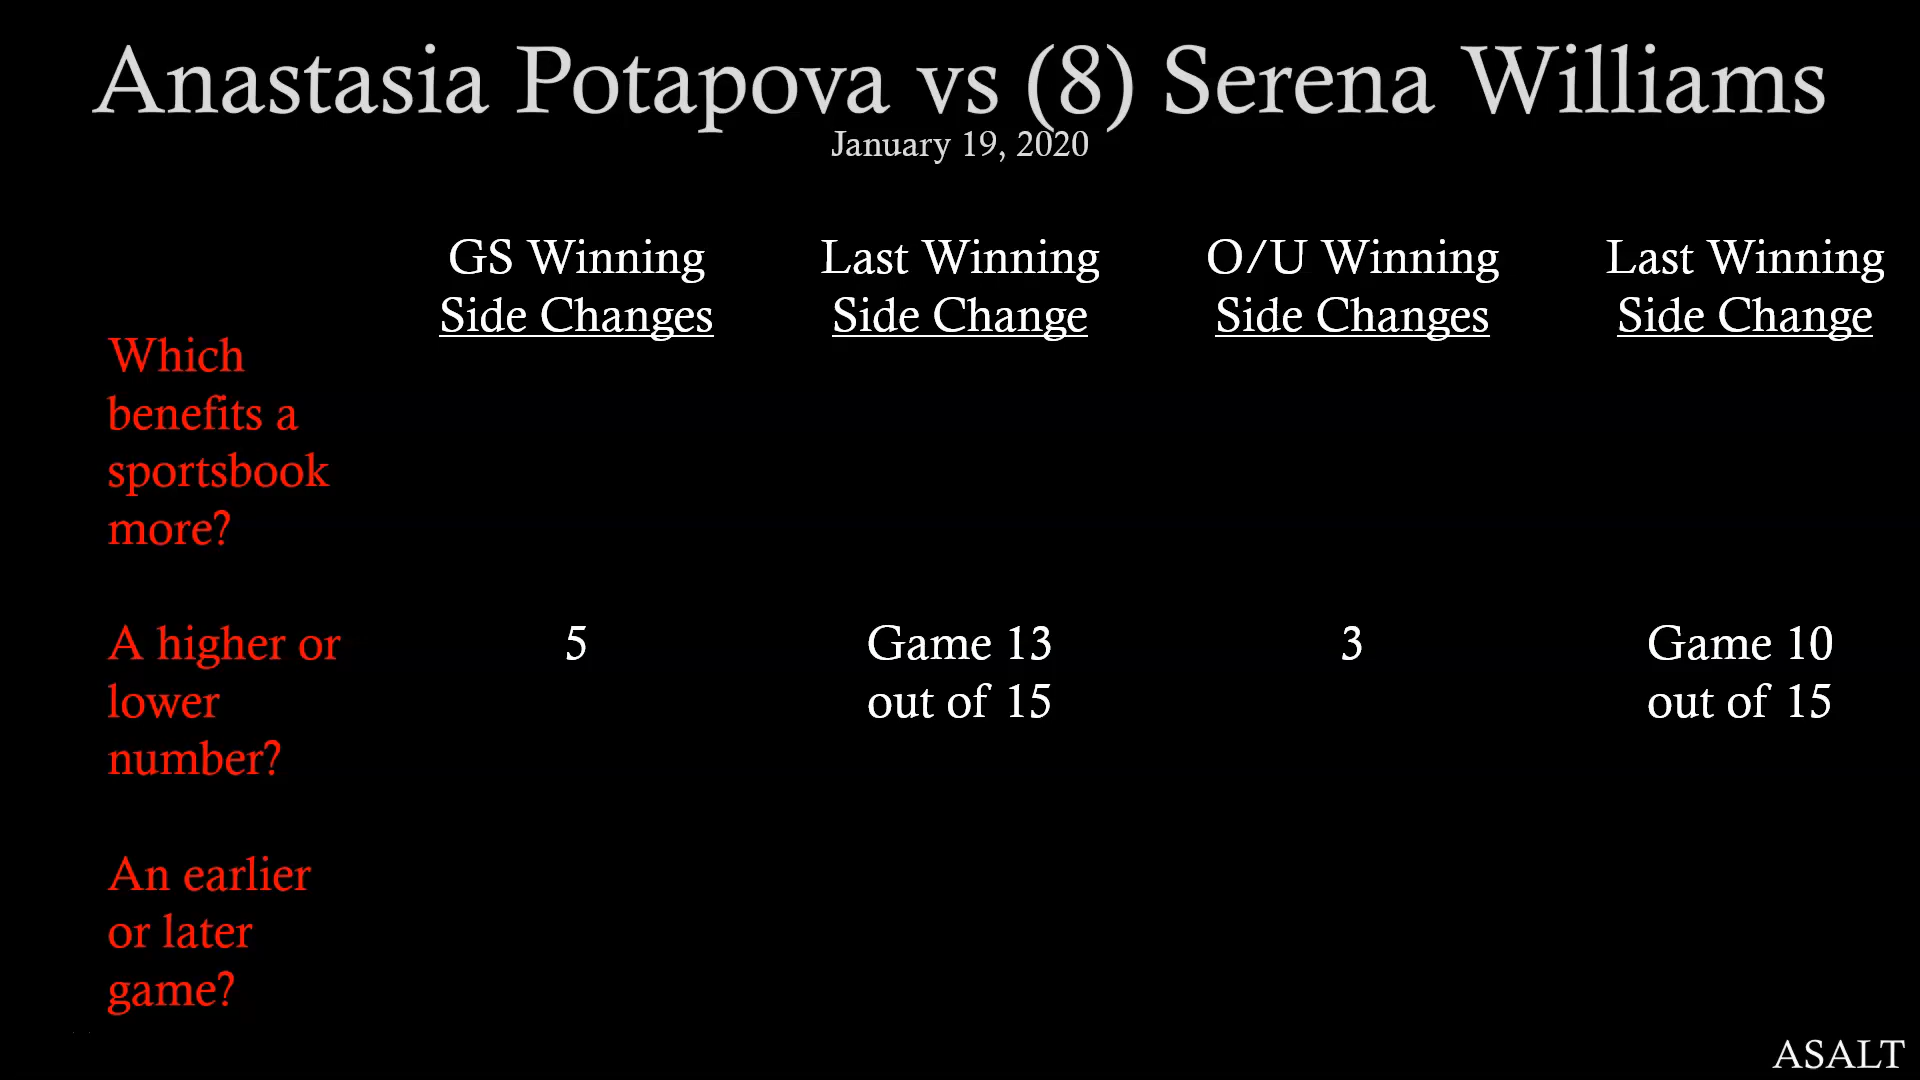 Anastasia Potapova vs (8) Serena Williams
January 19, 2020
GS Winning
Side Changes
Last Winning
Side Change
O/U Winning
Side Changes
Last Winning
Side Change
Which
benefits a
sportsbook
more?
A higher or
lower
number?
5
Game 13
out of 15
3
Game 10
out of 15
An earlier
or later
game?
ASALT